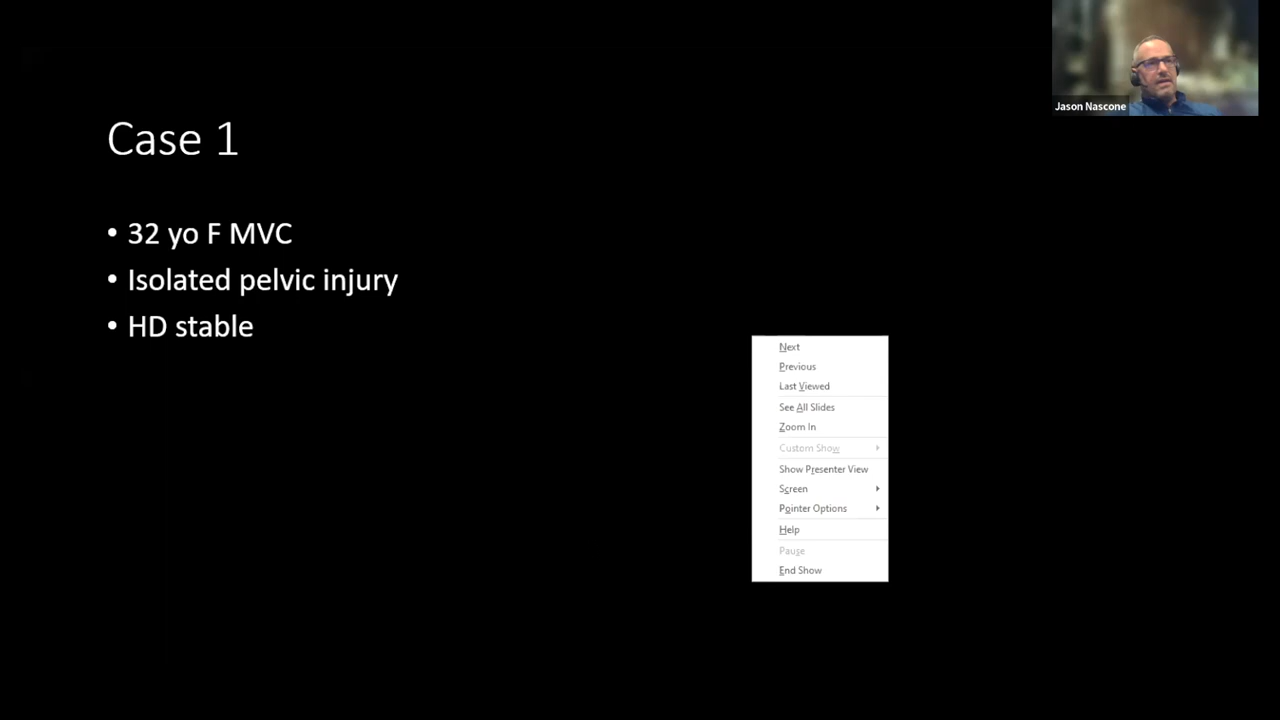 Jason Nascone
Case 1
• 32 yo F MVC
• Isolated pelvic injury
• HD stable
Next
Previous
Last Viewed
See All Slides
Zoom In
Custom Show
Show Presenter View
Screen
Pointer Options
Help
Pause
End Show